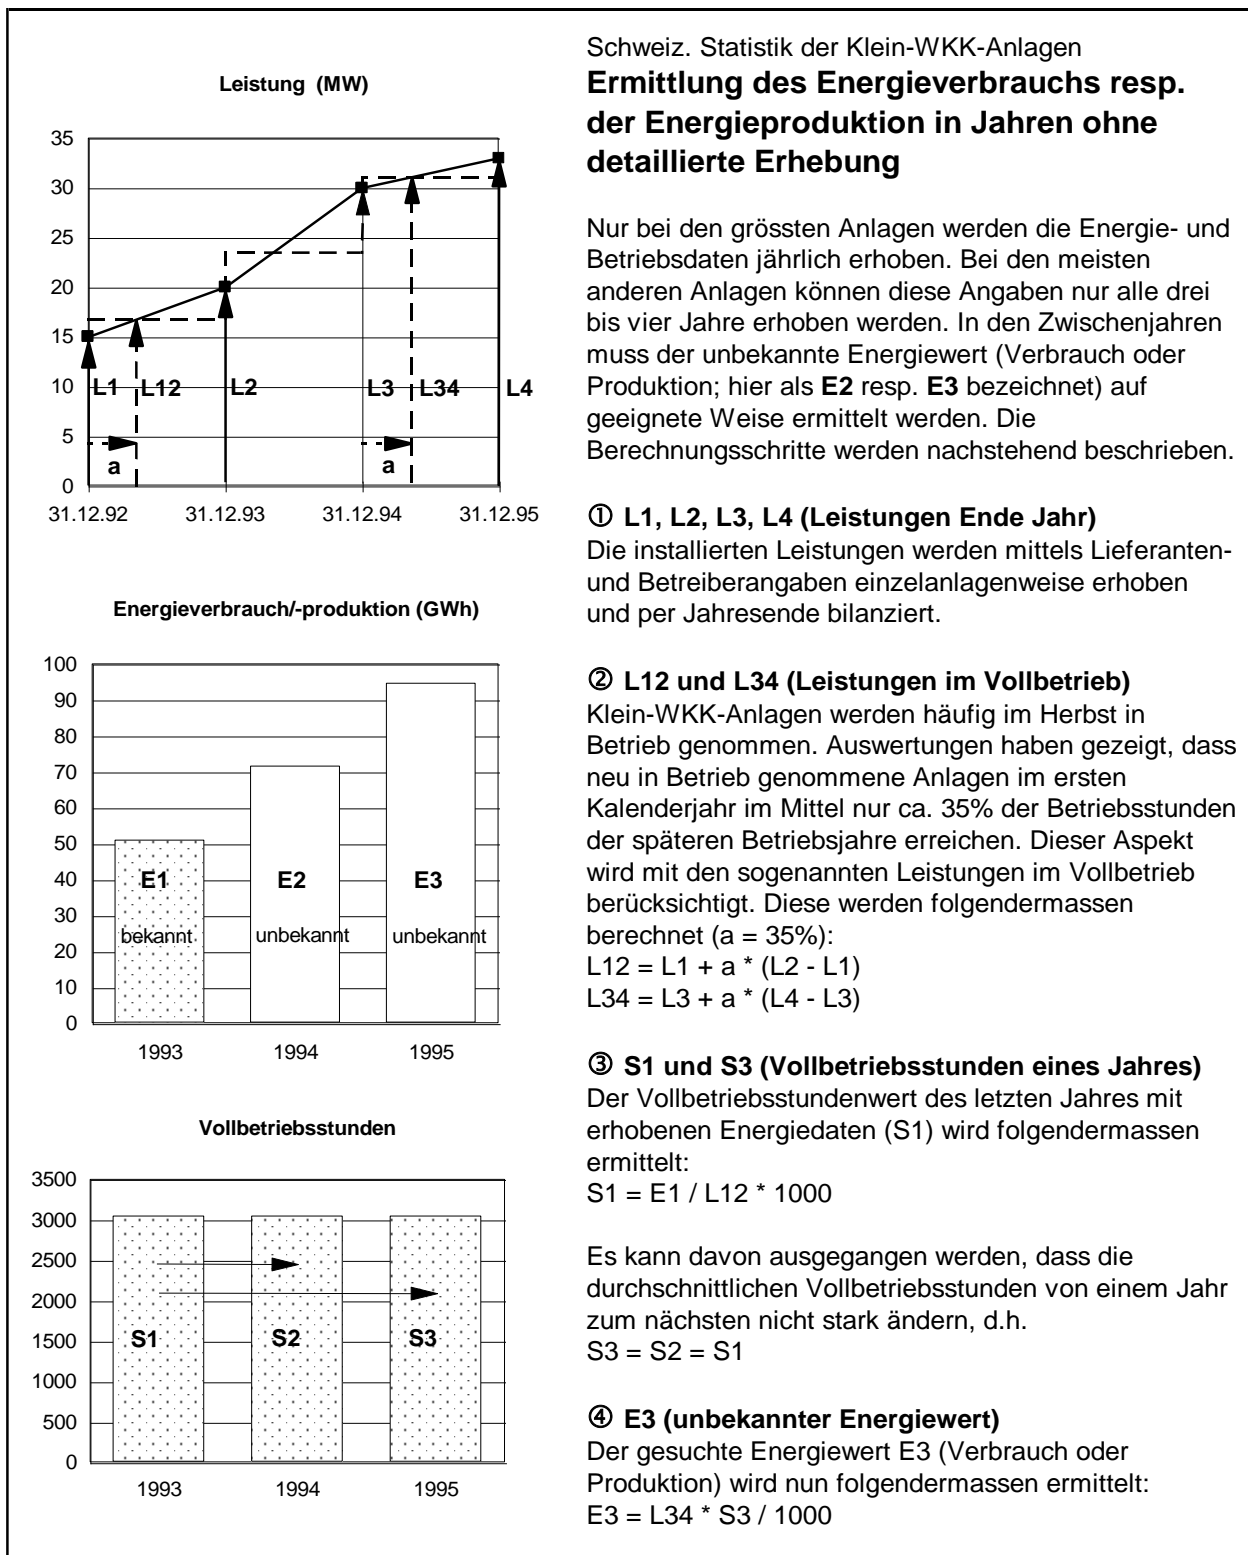 Leistung (MW)
35
30
25
20
15
10
5
0
L1
L12
L2
L3
L34
L4
a
a
31.12.92
31.12.93
31.12.94
31.12.95
Energieverbrauch/-produktion (GWh)
100
90
80
70
60
50
40
30
20
10
0
E1
E2
E3
bekannt
unbekannt
unbekannt
1993
1994
1995
Vollbetriebsstunden
3500
3000
2500
2000
1500
1000
500
0
S1
S2
S3
1993
1994
1995
Schweiz. Statistik der Klein-WKK-Anlagen
Ermittlung des Energieverbrauchs resp.
der Energieproduktion in Jahren ohne
detaillierte Erhebung
Nur bei den grössten Anlagen werden die Energie- und
Betriebsdaten jährlich erhoben. Bei den meisten
anderen Anlagen können diese Angaben nur alle drei
bis vier Jahre erhoben werden. In den Zwischenjahren
muss der unbekannte Energiewert (Verbrauch oder
Produktion; hier als E2 resp. E3 bezeichnet) auf
geeignete Weise ermittelt werden. Die
Berechnungsschritte werden nachstehend beschrieben.
① L1, L2, L3, L4 (Leistungen Ende Jahr)
Die installierten Leistungen werden mittels Lieferanten-
und Betreiberangaben einzelanlagenweise erhoben
und per Jahresende bilanziert.
② L12 und L34 (Leistungen im Vollbetrieb)
Klein-WKK-Anlagen werden häufig im Herbst in
Betrieb genommen. Auswertungen haben gezeigt, dass
neu in Betrieb genommene Anlagen im ersten
Kalenderjahr im Mittel nur ca. 35% der Betriebsstunden
der späteren Betriebsjahre erreichen. Dieser Aspekt
wird mit den sogenannten Leistungen im Vollbetrieb
berücksichtigt. Diese werden folgendermassen
berechnet (a = 35%):
L12 = L1 + a * (L2 - L1)
L34 = L3 + a * (L4 - L3)
③ S1 und S3 (Vollbetriebsstunden eines Jahres)
Der Vollbetriebsstundenwert des letzten Jahres mit
erhobenen Energiedaten (S1) wird folgendermassen
ermittelt:
S1 = E1 / L12 * 1000
Es kann davon ausgegangen werden, dass die
durchschnittlichen Vollbetriebsstunden von einem Jahr
zum nächsten nicht stark ändern, d.h.
S3 = S2 = S1
④ E3 (unbekannter Energiewert)
Der gesuchte Energiewert E3 (Verbrauch oder
Produktion) wird nun folgendermassen ermittelt:
E3 = L34 * S3 / 1000